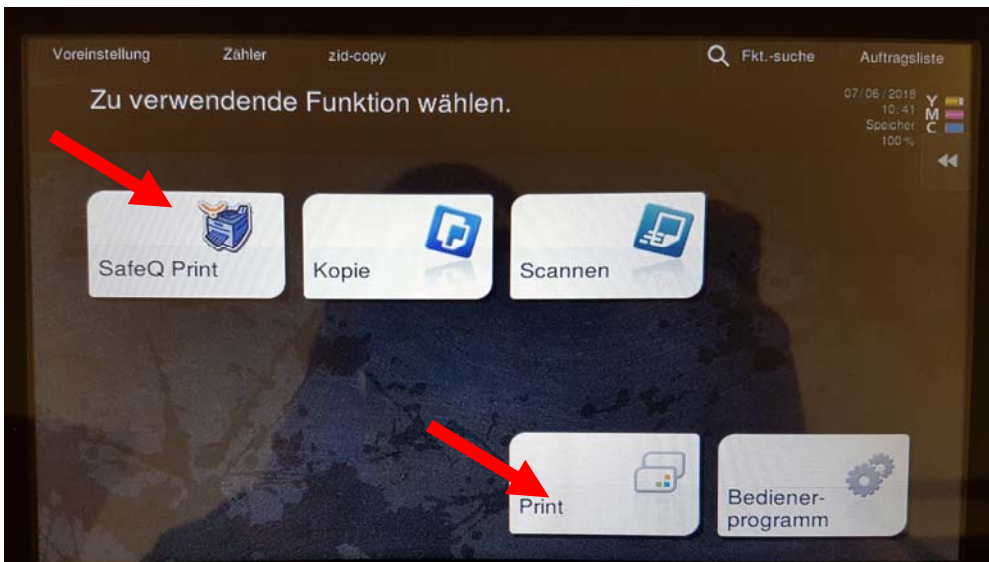 Voreinstellung Zähler zid-copy Fkt.-suche Auftragsliste
Zu verwendende Funktion wählen.
07/06/2018
10:41
Speicher
100%
Y
M
C
SafeQ Print
Kopie
Scannen
Print
Bediener-
programm